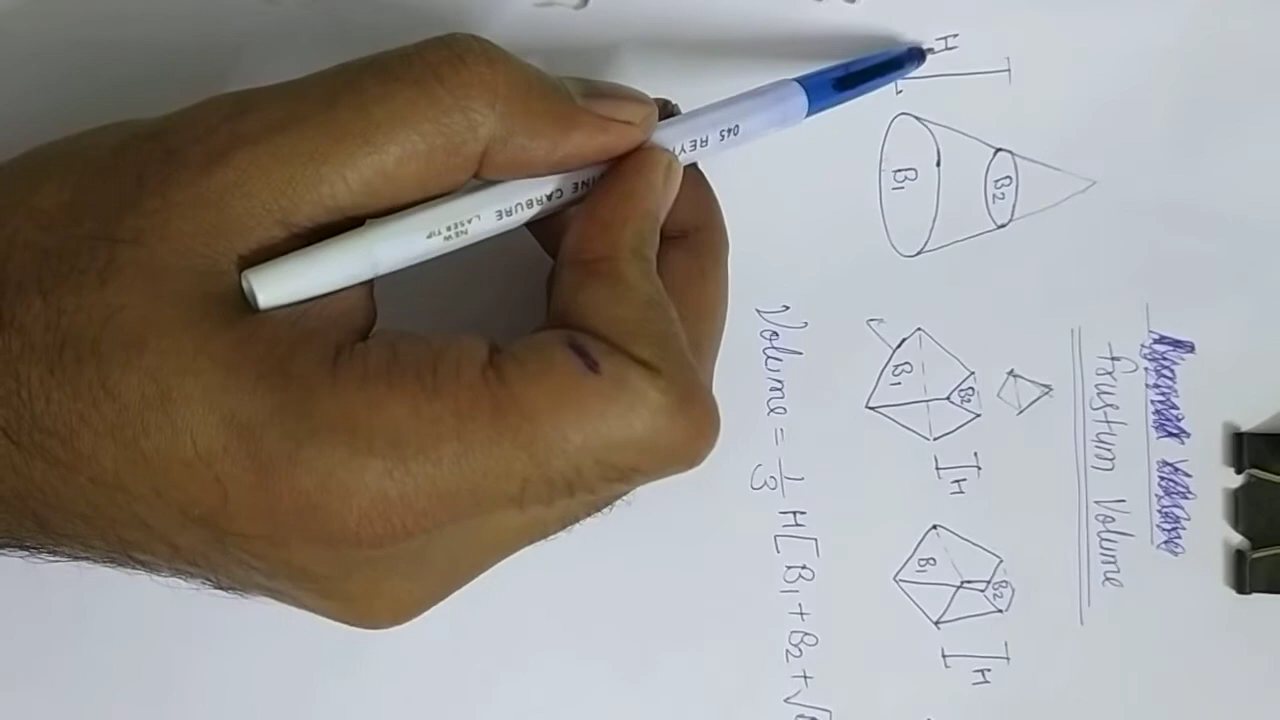 Frustum Volume
H
B₁ B₂
B₁ B₂ H
B₁ B₂ H
Volume = 1/3 H[B₁ + B₂ + √
045 REY
INE CARBURE
NEW
LASER TIP